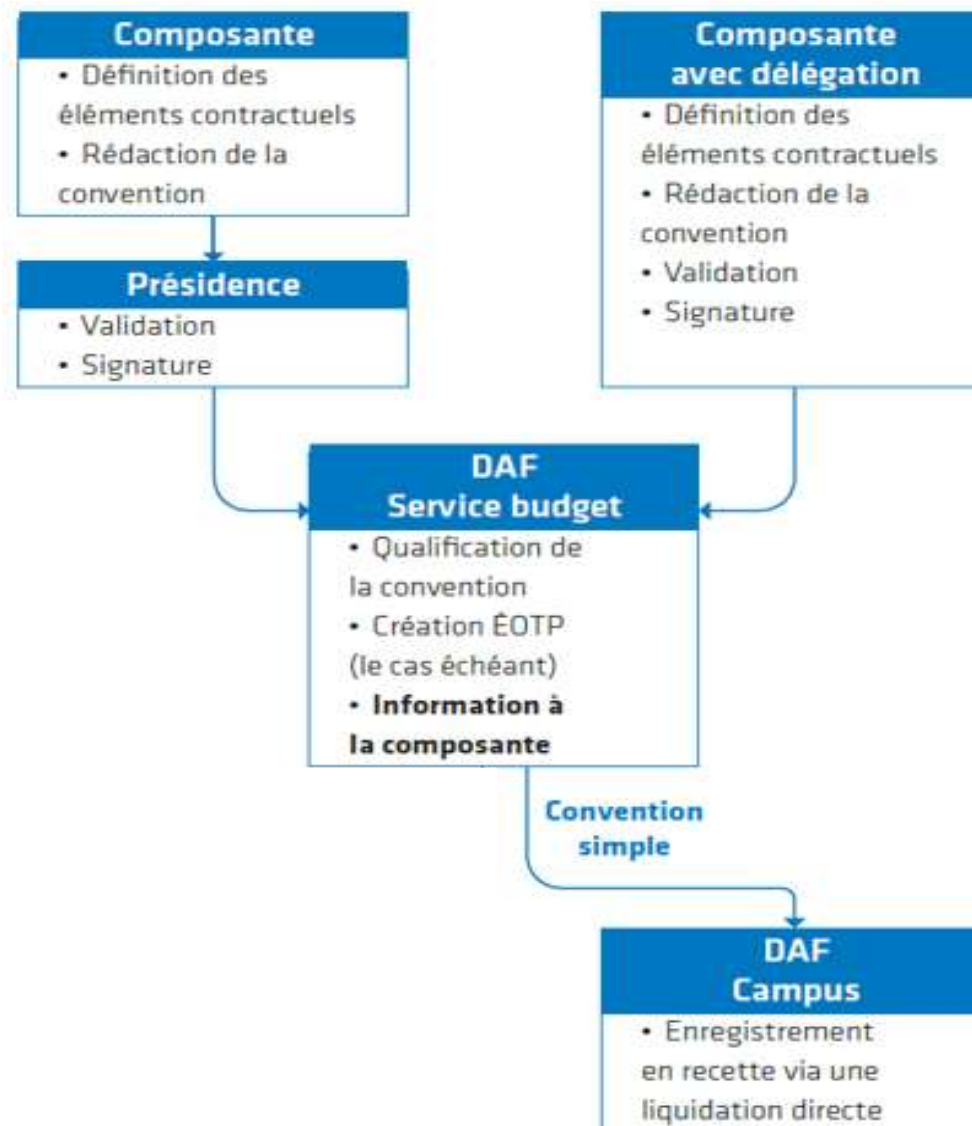 Composante
• Définition des
éléments contractuels
• Rédaction de la
convention
Présidence
• Validation
• Signature
Composante
avec délégation
• Définition des
éléments contractuels
• Rédaction de la
convention
• Validation
• Signature
DAF
Service budget
• Qualification de
la convention
• Création ÉOTP
(le cas échéant)
• Information à
la composante
Convention
simple
DAF
Campus
• Enregistrement
en recette via une
liquidation directe